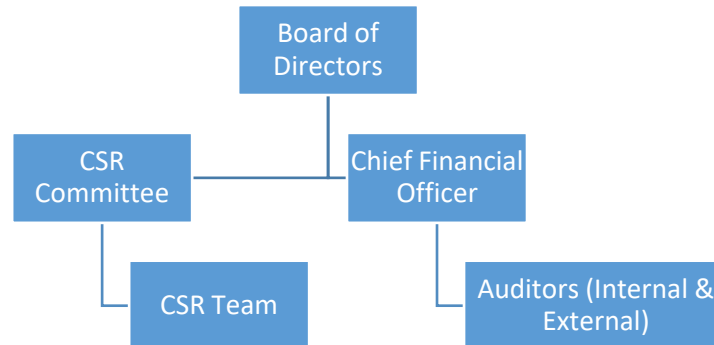 Board of
Directors
CSR
Committee
Chief Financial
Officer
CSR Team
Auditors (Internal &
External)